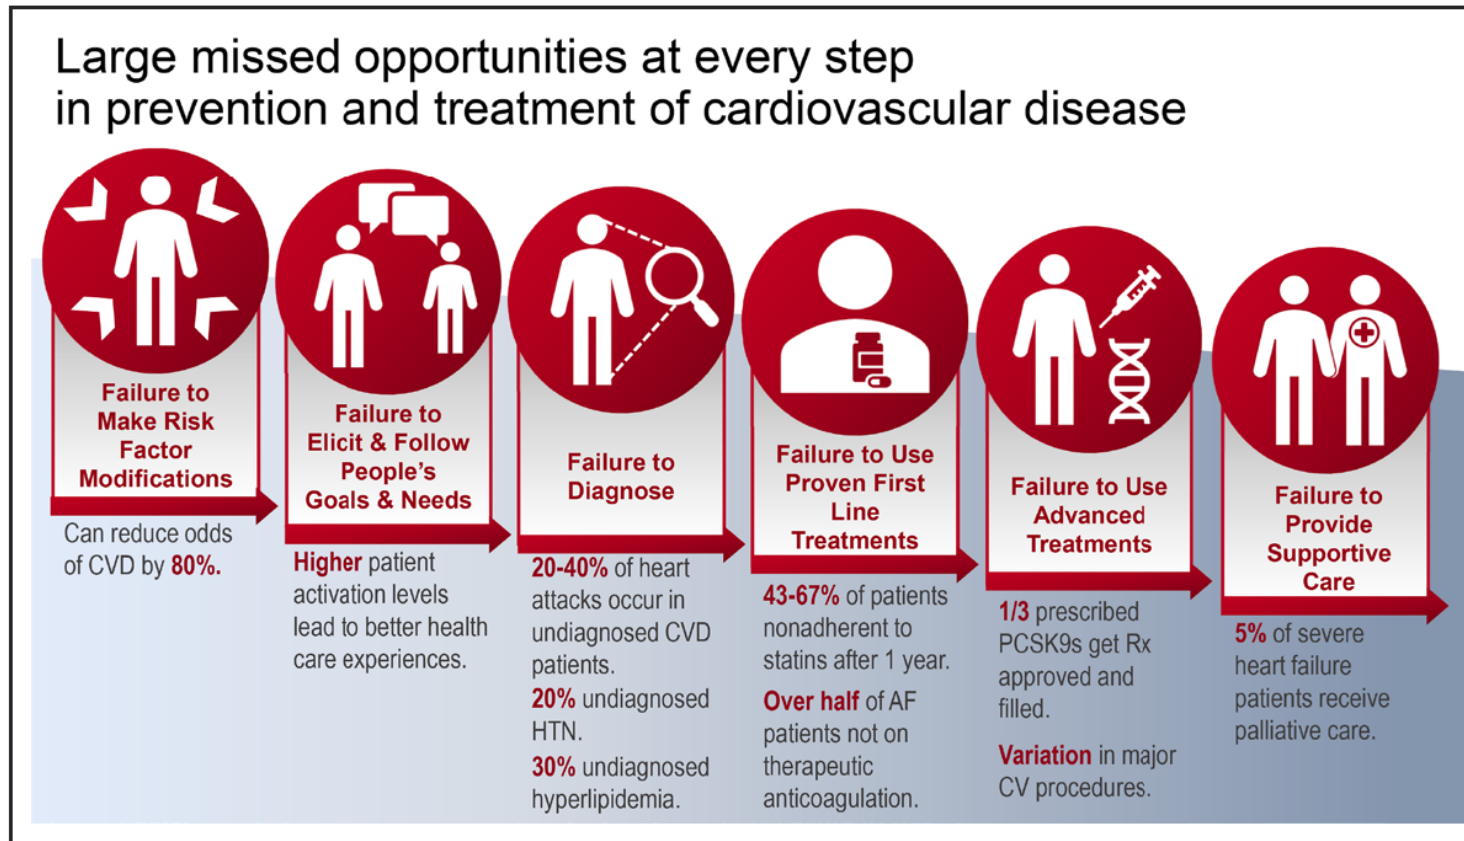 Large missed opportunities at every step
in prevention and treatment of cardiovascular disease
Failure to
Make Risk
Factor
Modifications
Can reduce odds
of CVD by 80%.
Failure to
Elicit & Follow
People's
Goals & Needs
Higher patient
activation levels
lead to better health
care experiences.
Failure to
Diagnose
20-40% of heart
attacks occur in
undiagnosed CVD
patients.
20% undiagnosed
HTN.
30% undiagnosed
hyperlipidemia.
Failure to Use
Proven First
Line
Treatments
43-67% of patients
nonadherent to
statins after 1 year.
Over half of AF
patients not on
therapeutic
anticoagulation.
Failure to Use
Advanced
Treatments
1/3 prescribed
PCSK9s get Rx
approved and
filled.
Variation in major
CV procedures.
Failure to
Provide
Supportive
Care
5% of severe
heart failure
patients receive
palliative care.